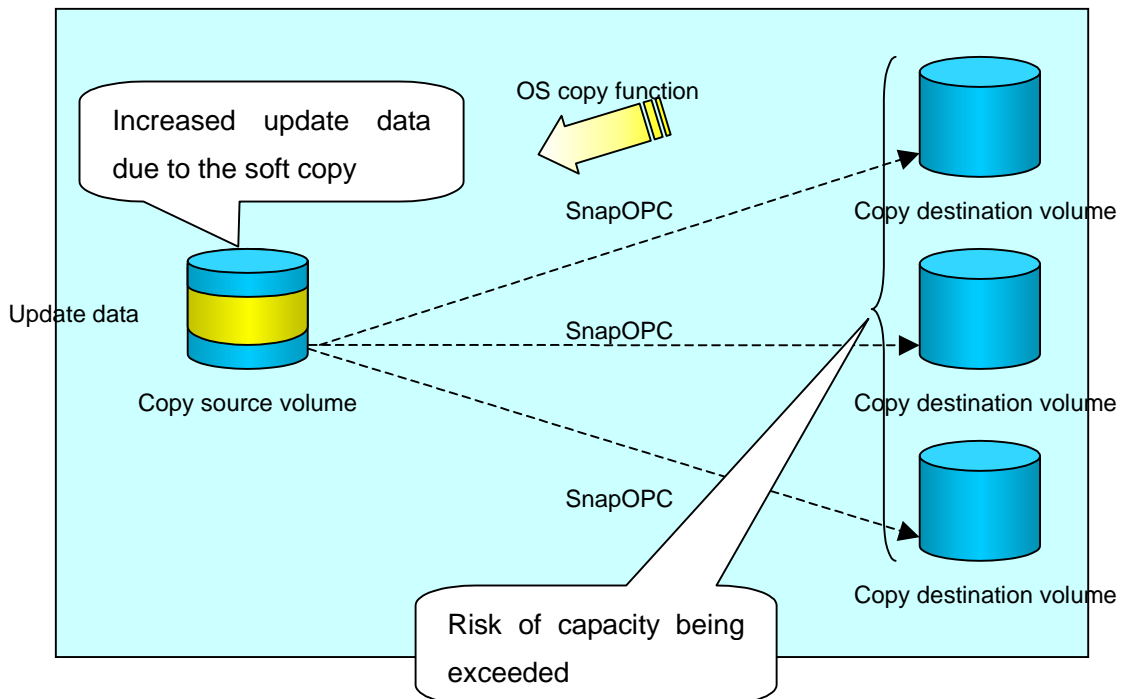 OS copy function
Increased update data
due to the soft copy
SnapOPC
Copy destination volume
Update data
SnapOPC
Copy source volume
Copy destination volume
SnapOPC
Copy destination volume
Risk of capacity being
exceeded